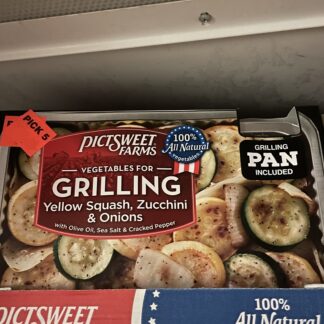 PICK 5
PICTSWEET
FARMS
100%
All Natural
vegetables
VEGETABLES FOR
GRILLING
Yellow Squash, Zucchini
& Onions
with Olive Oil, Sea Salt & Cracked Pepper
GRILLING
PAN
INCLUDED
PICTSWEET
100%
All Natural